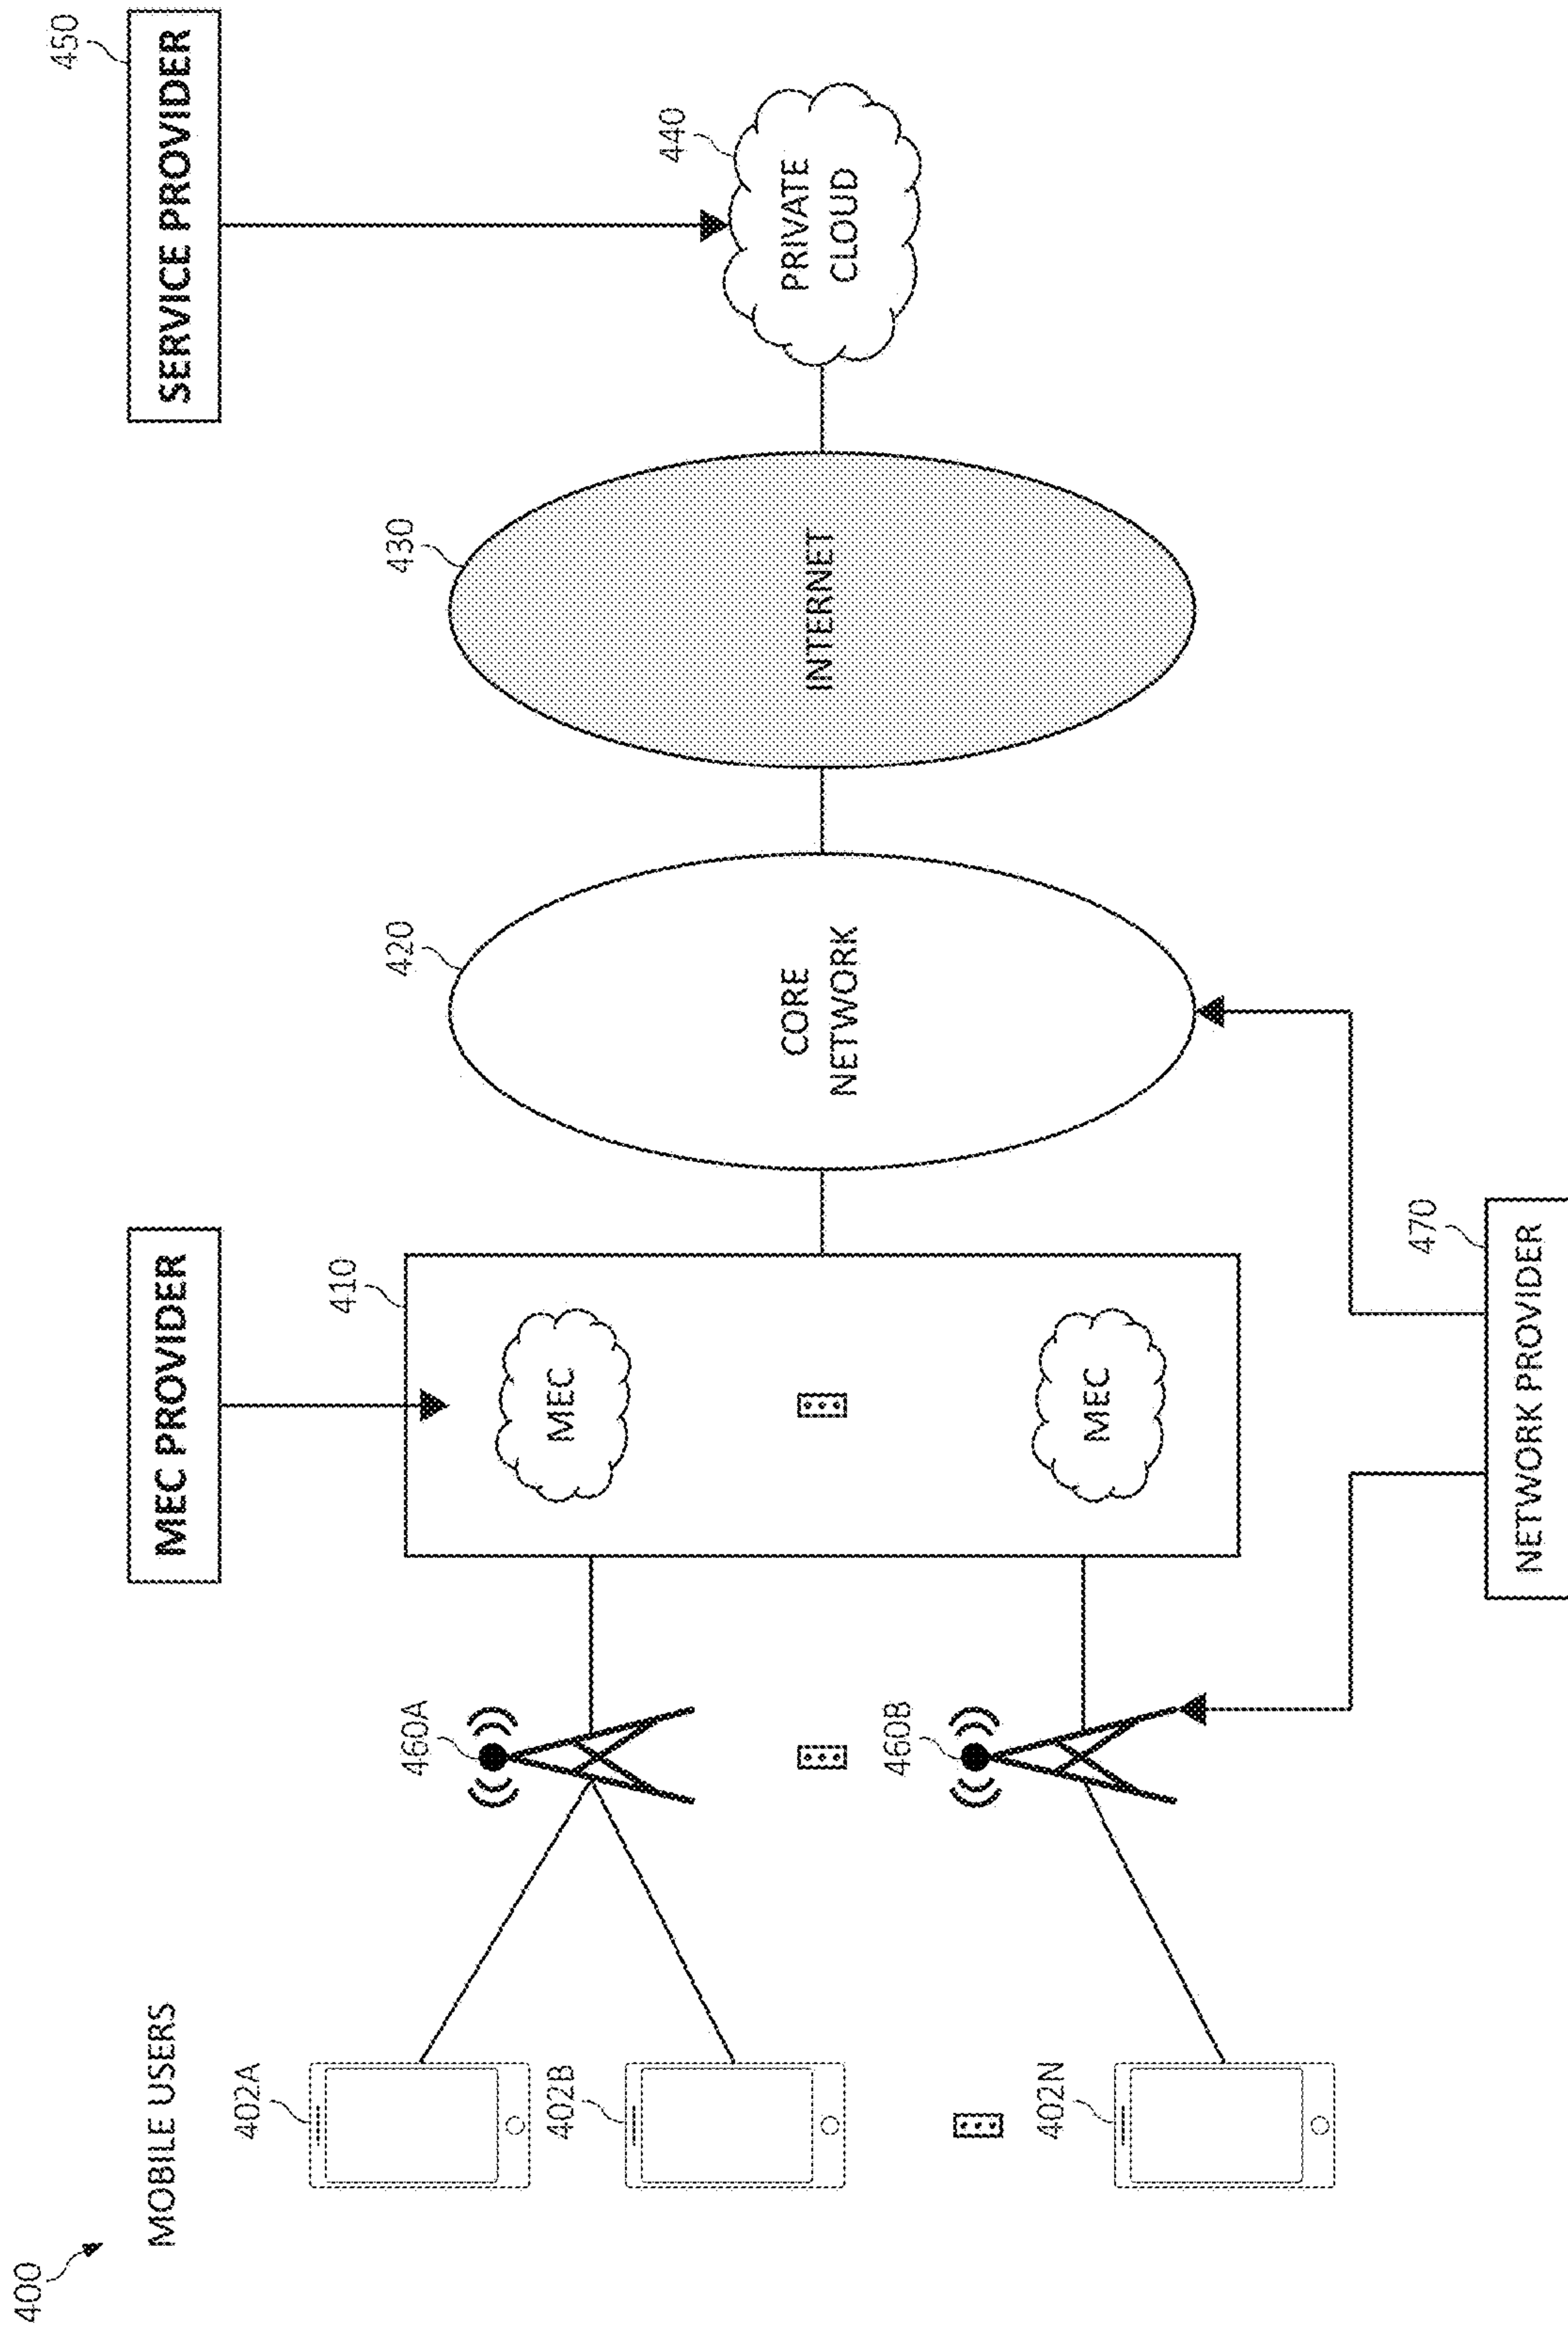 400
MOBILE USERS
402A
402B
402N
460A
460B
MEC PROVIDER
410
MEC
MEC
NETWORK PROVIDER
470
420
CORE
NETWORK
430
INTERNET
440
PRIVATE
CLOUD
SERVICE PROVIDER
450